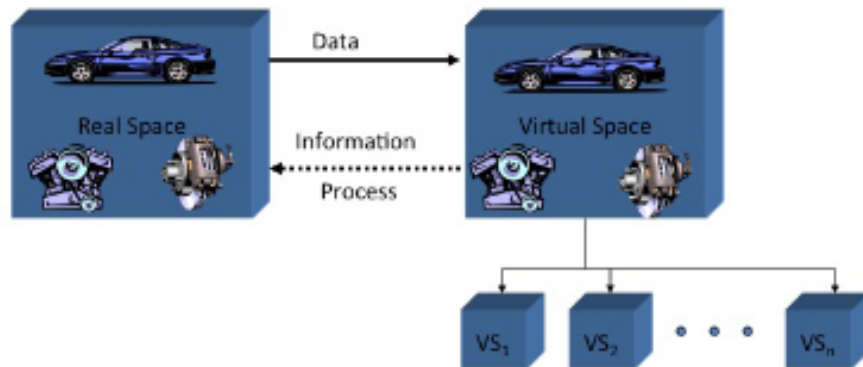 Data
Real Space
Virtual Space
Information
Process
VS₁
VS₂
VSₙ